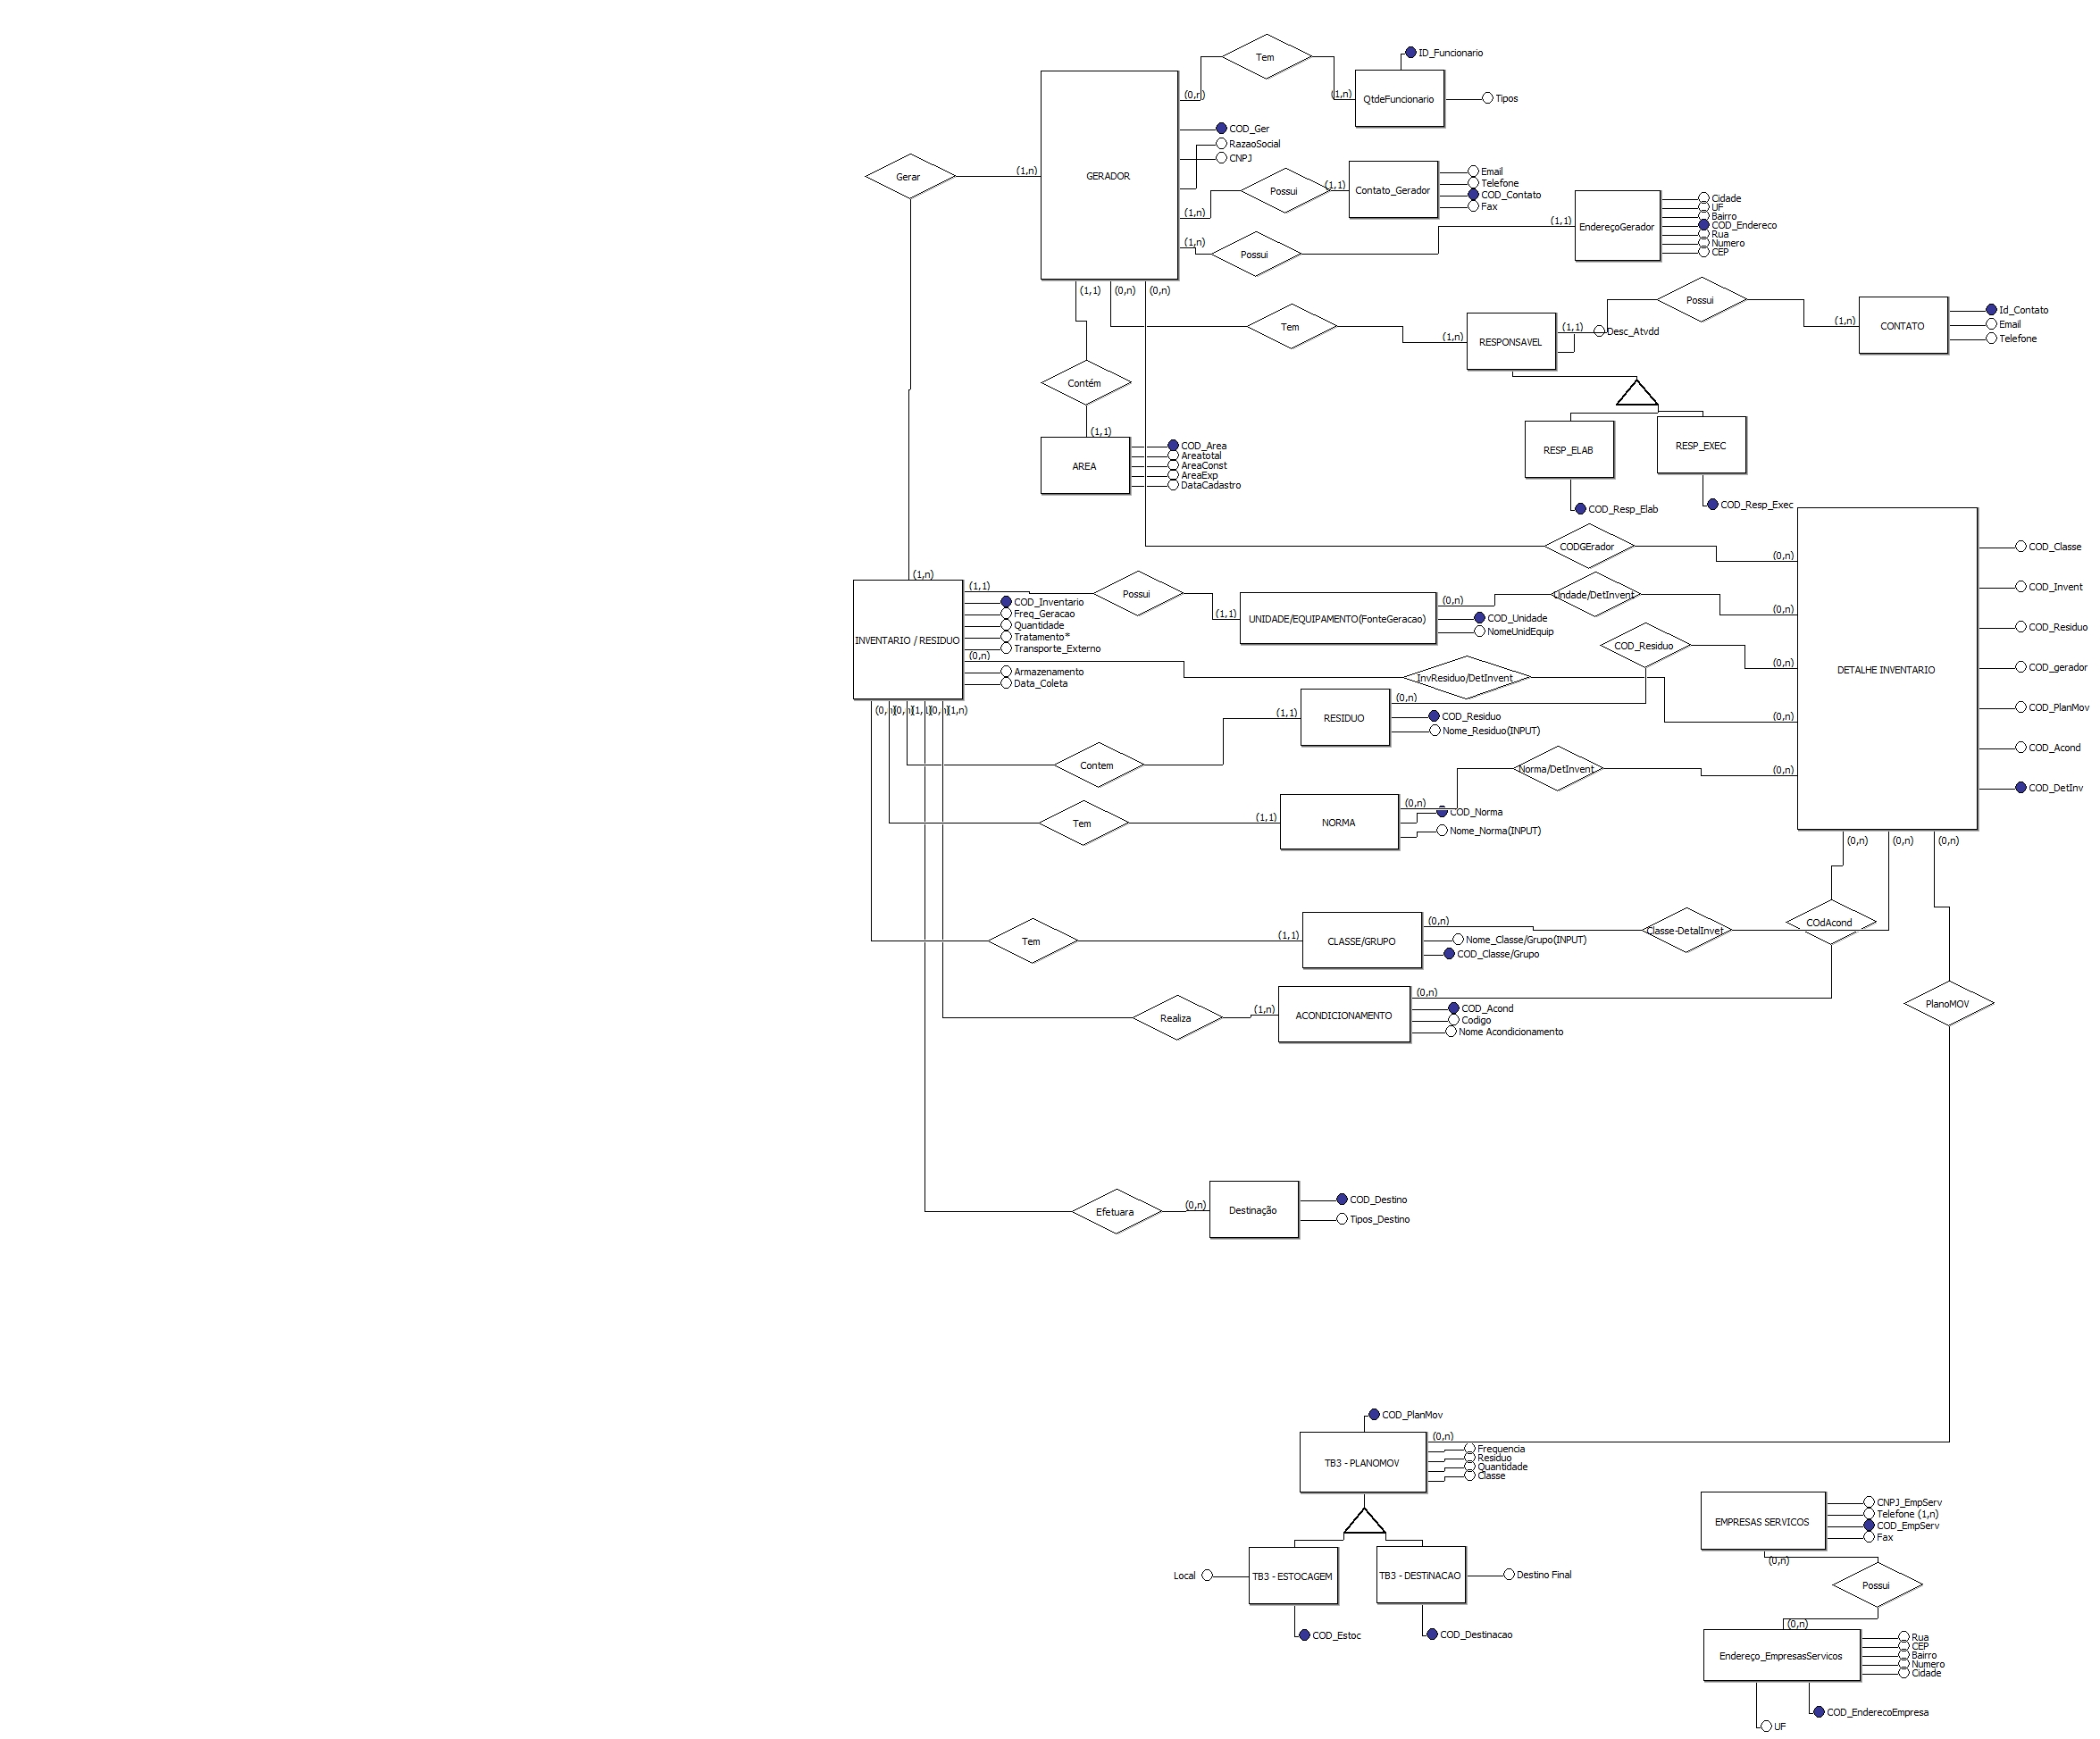 Tem
ID_Funcionario
(0,n)
(1,n)
QtdeFuncionario
Tipos
COD_Ger
RazaoSocial
CNPJ
Gerar
(1,n)
GERADOR
Possui
(1,1)
Contato_Gerador
Email
Telefone
COD_Contato
Fax
(1,n)
(1,n)
Possui
(1,1)
EndereçoGerador
Cidade
UF
Bairro
COD_Endereco
Rua
Numero
CEP
(1,1)
(0,n)
(0,n)
Tem
(1,n)
RESPONSAVEL
(1,1)
Desc_Atvdd
Possui
(1,n)
CONTATO
Id_Contato
Email
Telefone
Contém
(1,1)
AREA
COD_Area
Areatotal
AreaConst
AreaExp
DataCadastro
RESP_ELAB
RESP_EXEC
COD_Resp_Elab
COD_Resp_Exec
CODGErador
(0,n)
DETALHE INVENTARIO
COD_Classe
COD_Invent
COD_Residuo
COD_gerador
COD_PlanMov
COD_Acond
COD_DetInv
(1,n)
(1,1)
INVENTARIO / RESIDUO
COD_Inventario
Freq_Geracao
Quantidade
Tratamento*
Transporte_Externo
(0,n)
Armazenamento
Data_Coleta
Possui
(1,1)
UNIDADE/EQUIPAMENTO(FonteGeracao)
(0,n)
COD_Unidade
NomeUnidEquip
Undade/DetInvent
(0,n)
COD_Residuo
(0,n)
InvResiduo/DetInvent
(0,n)
(1,n)
Contem
(1,1)
RESIDUO
(0,n)
COD_Residuo
Nome_Residuo(INPUT)
Norma/DetInvent
(0,n)
Tem
(1,1)
NORMA
(0,n)
COD_Norma
Nome_Norma(INPUT)
(0,n)
(0,n)
(0,n)
Tem
(1,1)
CLASSE/GRUPO
(0,n)
Nome_Classe/Grupo(INPUT)
COD_Classe/Grupo
Classe-DetalInvet
COdAcond
Realiza
(1,n)
ACONDICIONAMENTO
(0,n)
COD_Acond
Codigo
Nome Acondicionamento
PlanoMOV
Efetuara
(0,n)
Destinação
COD_Destino
Tipos_Destino
COD_PlanMov
TB3 - PLANOMOV
(0,n)
Frequencia
Residuo
Quantidade
Classe
Local
TB3 - ESTOCAGEM
TB3 - DESTINACAO
Destino Final
COD_Estoc
COD_Destinacao
EMPRESAS SERVICOS
CNPJ_EmpServ
Telefone (1,n)
COD_EmpServ
Fax
(0,n)
Possui
(0,n)
Endereço_EmpresasServicos
Rua
CEP
Bairro
Numero
Cidade
COD_EnderecoEmpresa
UF